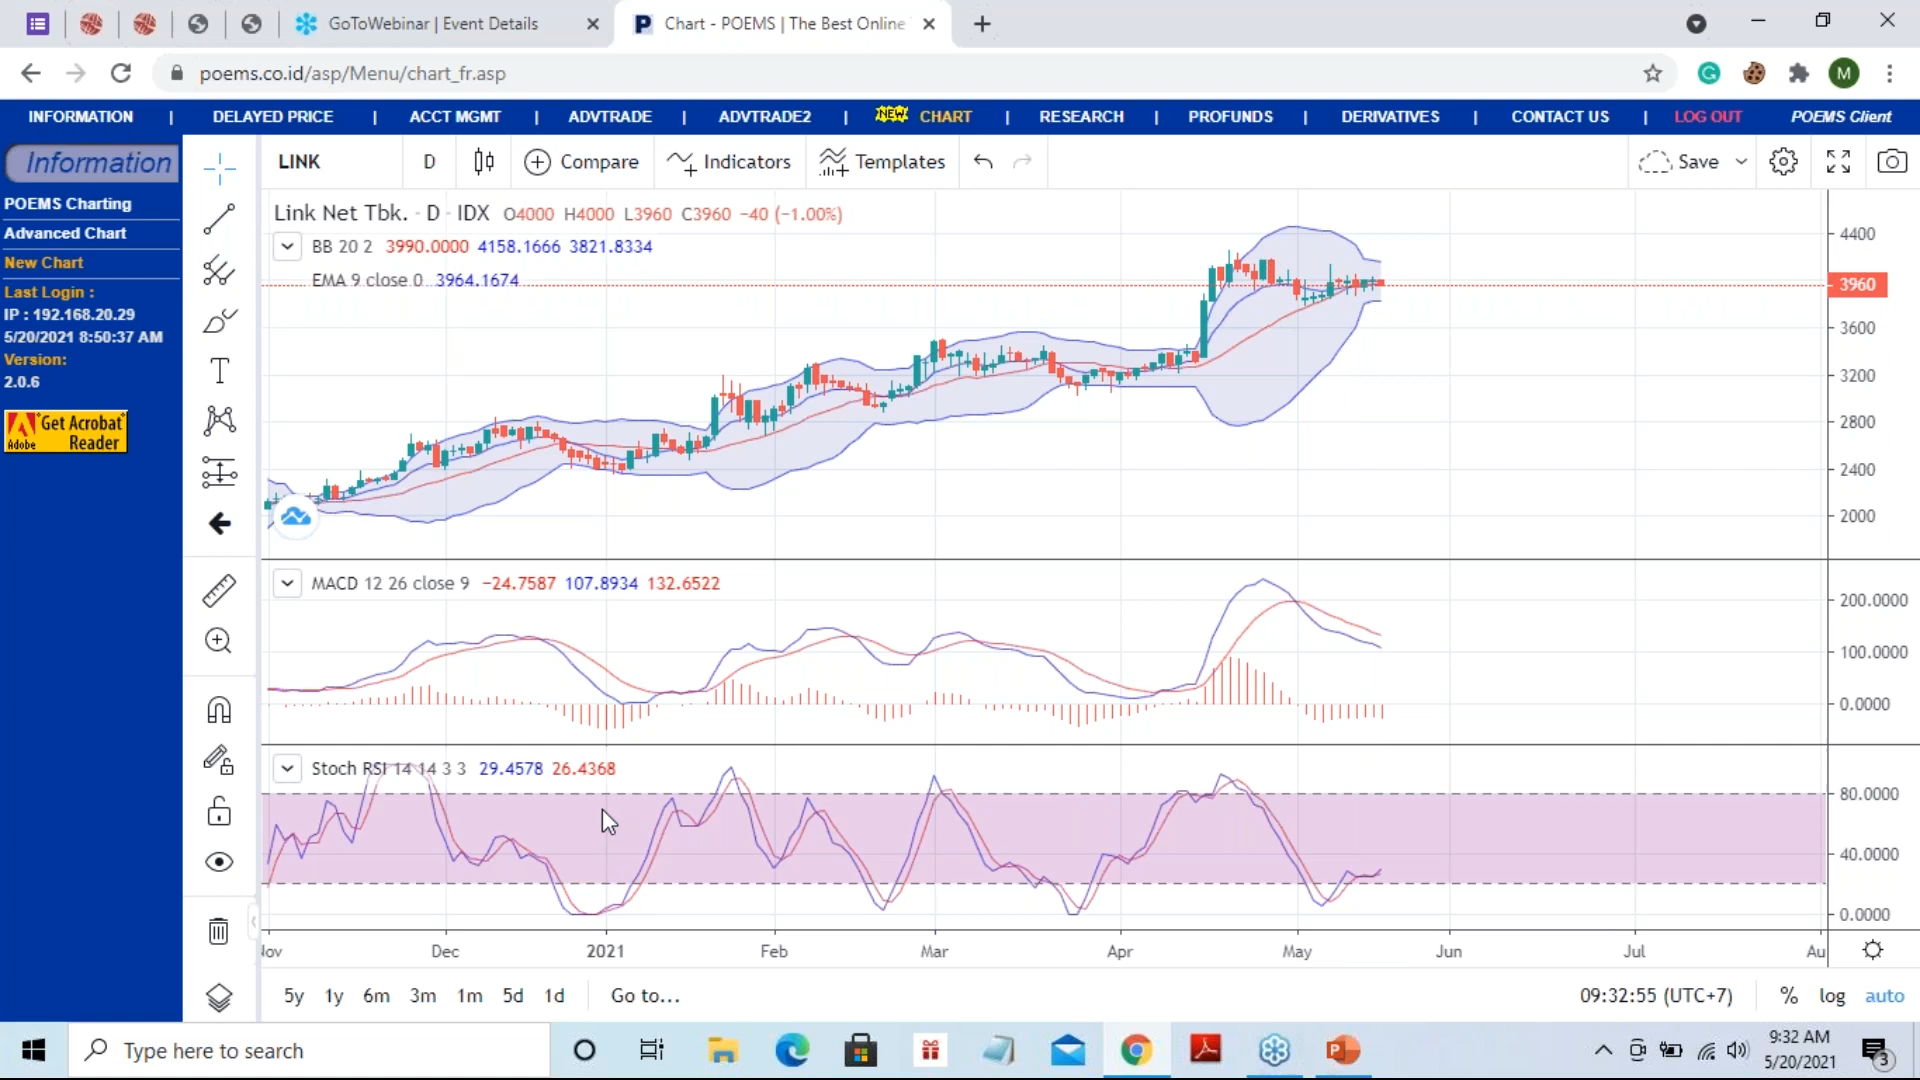 GoToWebinar | Event Details
Chart - POEMS | The Best Online
poems.co.id/asp/Menu/chart_fr.asp
M
INFORMATION | DELAYED PRICE | ACCT MGMT | ADVTRADE | ADVTRADE2 | NEW CHART | RESEARCH | PROFUNDS | DERIVATIVES | CONTACT US | LOG OUT POEMS Client
Information
POEMS Charting
Advanced Chart
New Chart
Last Login :
IP : 192.168.20.29
5/20/2021 8:50:37 AM
Version:
2.0.6
Get Acrobat
Adobe Reader
LINK D Compare Indicators Templates Save
Link Net Tbk. · D · IDX O4000 H4000 L3960 C3960 −40 (−1.00%)
BB 20 2 3990.0000 4158.1666 3821.8334
EMA 9 close 0 3964.1674
4400
3960
3600
3200
2800
2400
2000
MACD 12 26 close 9 −24.7587 107.8934 132.6522
200.0000
100.0000
0.0000
Stoch RSI 14 14 3 3 29.4578 26.4368
80.0000
40.0000
0.0000
Nov Dec 2021 Feb Mar Apr May Jun Jul Au
5y 1y 6m 3m 1m 5d 1d Go to... 09:32:55 (UTC+7) % log auto
Type here to search
9:32 AM
5/20/2021
3